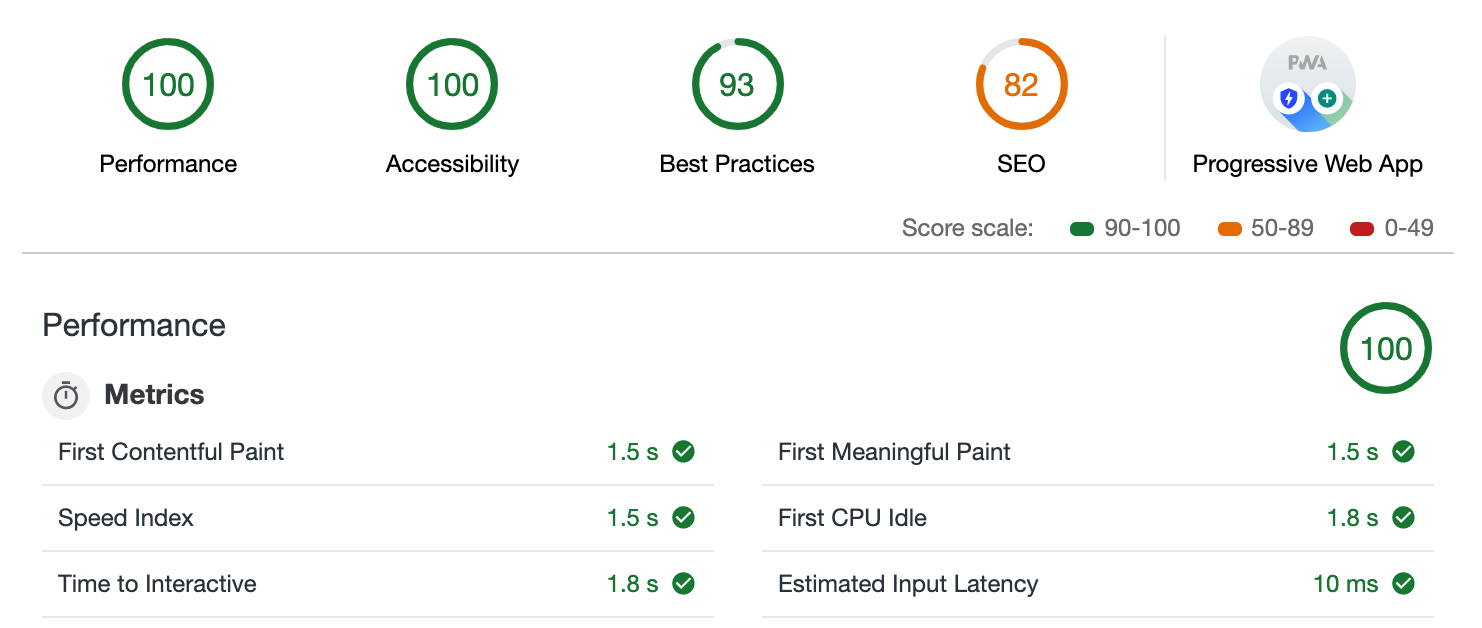 100 100 93 82 PWA
Performance Accessibility Best Practices SEO Progressive Web App
Score scale: 90-100 50-89 0-49
Performance 100
Metrics
First Contentful Paint 1.5 s First Meaningful Paint 1.5 s
Speed Index 1.5 s First CPU Idle 1.8 s
Time to Interactive 1.8 s Estimated Input Latency 10 ms